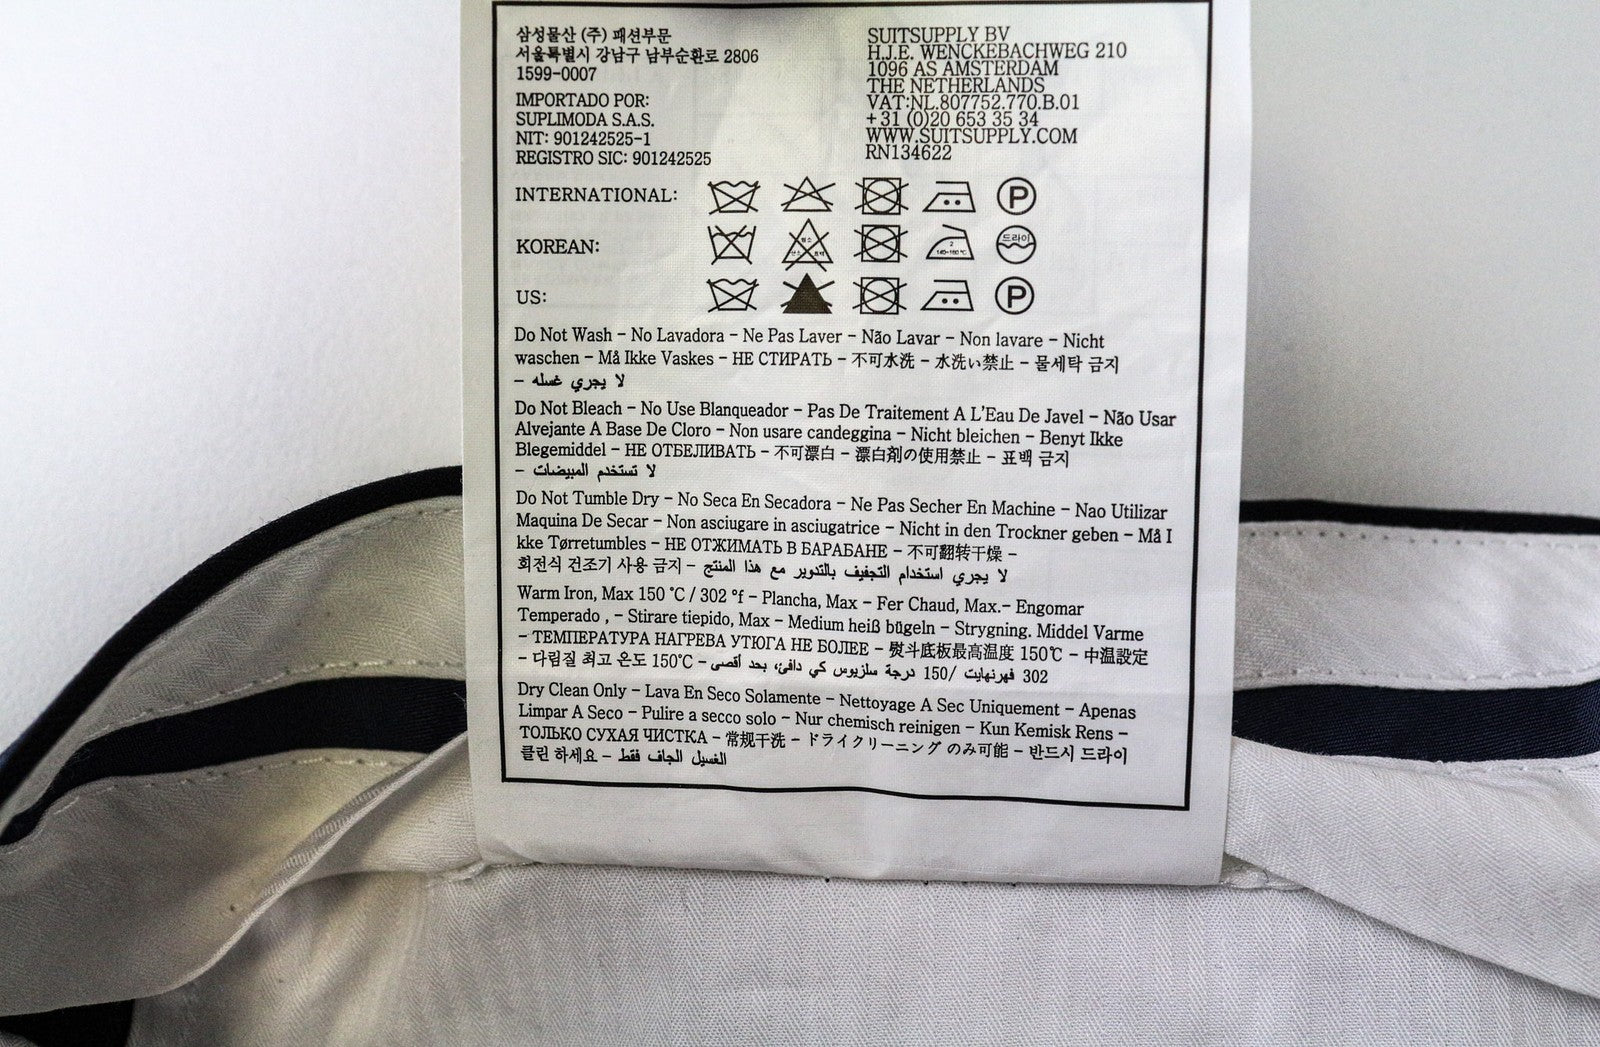 삼성물산 (주) 패션부문
서울특별시 강남구 남부순환로 2806
1599-0007
IMPORTADO POR:
SUPLIMODA S.A.S.
NIT: 901242525-1
REGISTRO SIC: 901242525
SUITSUPPLY BV
H.J.E. WENCKEBACHWEG 210
1096 AS AMSTERDAM
THE NETHERLANDS
VAT:NL.807752.770.B.01
+31 (0)20 653 35 34
WWW.SUITSUPPLY.COM
RN134622
INTERNATIONAL: P
KOREAN: 2 드라이
US: P
Do Not Wash - No Lavadora - Ne Pas Laver - Não Lavar - Non lavare - Nicht
waschen - Må Ikke Vaskes - НЕ СТИРАТЬ - 不可水洗 - 水洗い禁止 - 물세탁 금지
- لا يجري غسله
Do Not Bleach - No Use Blanqueador - Pas De Traitement A L'Eau De Javel - Não Usar
Alvejante A Base De Cloro - Non usare candeggina - Nicht bleichen - Benyt Ikke
Blegemiddel - НЕ ОТБЕЛИВАТЬ - 不可漂白 - 漂白剤の使用禁止 - 표백 금지
- لا تستخدم المبيضات
Do Not Tumble Dry - No Seca En Secadora - Ne Pas Secher En Machine - Nao Utilizar
Maquina De Secar - Non asciugare in asciugatrice - Nicht in den Trockner geben - Må I
kke Tørretumbles - НЕ ОТЖИМАТЬ В БАРАБАНЕ - 不可翻转干燥 -
회전식 건조기 사용 금지 - لا يجري استخدام التجفيف بالتدوير مع هذا المنتج
Warm Iron, Max 150 °C / 302 °f - Plancha, Max - Fer Chaud, Max.- Engomar
Temperado , - Stirare tiepido, Max - Medium heiß bügeln - Strygning. Middel Varme
- ТЕМПЕРАТУРА НАГРЕВА УТЮГА НЕ БОЛЕЕ - 熨斗底板最高温度 150℃ - 中温設定
- 다림질 최고 온도 150℃ - 302 فهرنهايت /150 درجة سلزيوس كي دافئ، بحد أقصى
Dry Clean Only - Lava En Seco Solamente - Nettoyage A Sec Uniquement - Apenas
Limpar A Seco - Pulire a secco solo - Nur chemisch reinigen - Kun Kemisk Rens -
ТОЛЬКО СУХАЯ ЧИСТКА - 常规干洗 - ドライクリーニング のみ可能 - 반드시 드라이
클린 하세요 - الغسيل الجاف فقط